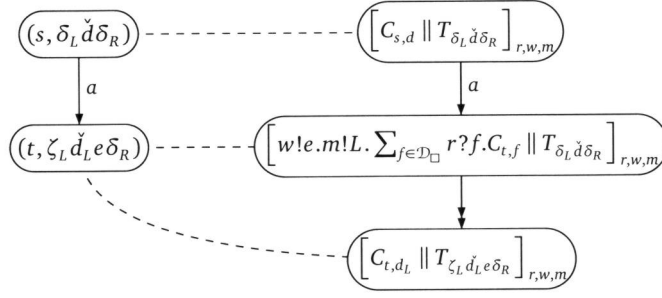 (s, δ_L ď δ_R) [C_{s,d} ∥ T_{δ_L ď δ_R}]_{r,w,m}
a a
(t, ζ_L ď_L e δ_R) [w!e.m!L. ∑_{f∈𝒟_□} r?f.C_{t,f} ∥ T_{δ_L ď δ_R}]_{r,w,m}
[C_{t,d_L} ∥ T_{ζ_L ď_L e δ_R}]_{r,w,m}